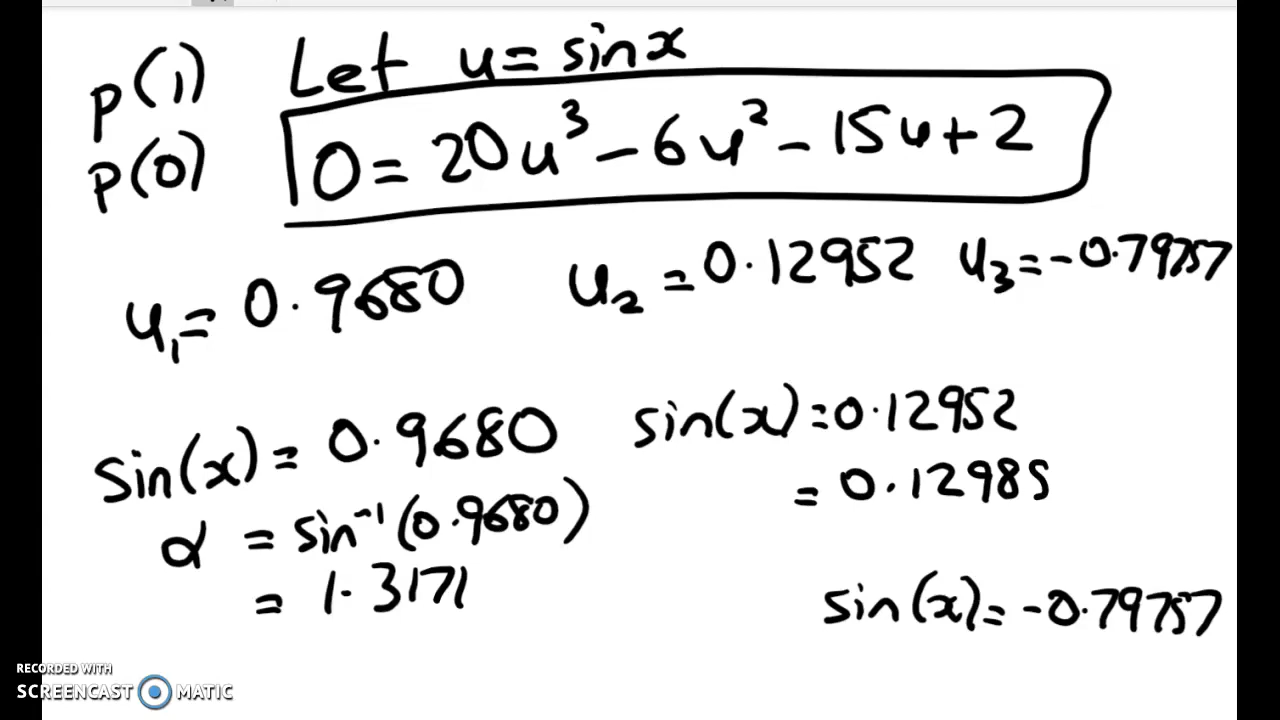 p(1) Let u = sinx
p(0) 0 = 20u³ - 6u² - 15u + 2
u₁ = 0.9680 u₂ = 0.12952 u₃ = -0.79757
sin(x) = 0.9680 sin(x) = 0.12952
= 0.12985
α = sin⁻¹(0.9680)
= 1.3171
sin(x) = -0.79757
RECORDED WITH
SCREENCAST MATIC